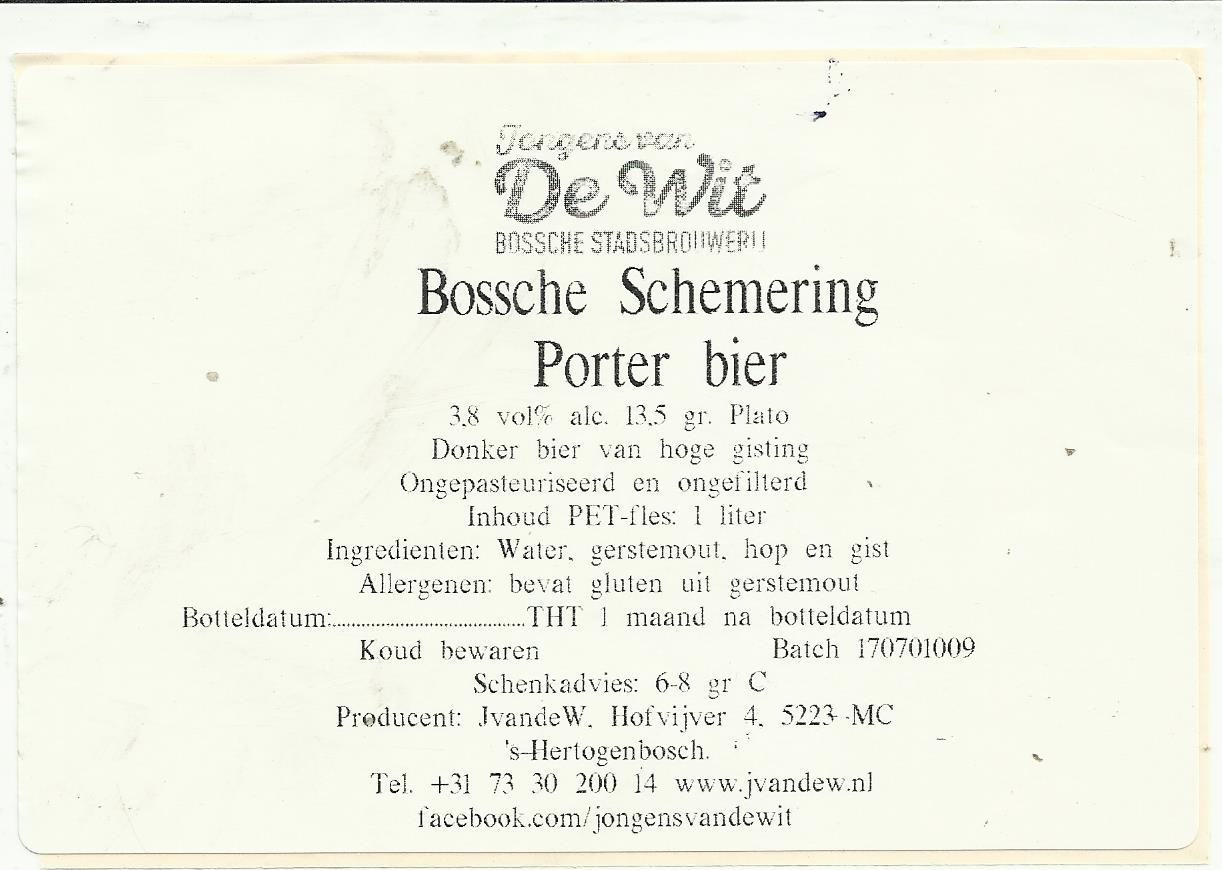 Jongens van
De Wit
BOSSCHE STADSBROUWERIJ
Bossche Schemering
Porter bier
3,8 vol% alc. 13,5 gr. Plato
Donker bier van hoge gisting
Ongepasteuriseerd en ongefilterd
Inhoud PET-fles: 1 liter
Ingredienten: Water, gerstemout, hop en gist
Allergenen: bevat gluten uit gerstemout
Botteldatum:........................................THT 1 maand na botteldatum
Koud bewaren Batch 170701009
Schenkadvies: 6-8 gr C
Producent: JvandeW, Hofvijver 4, 5223 MC
's-Hertogenbosch.
Tel. +31 73 30 200 14 www.jvandew.nl
facebook.com/jongensvandewit